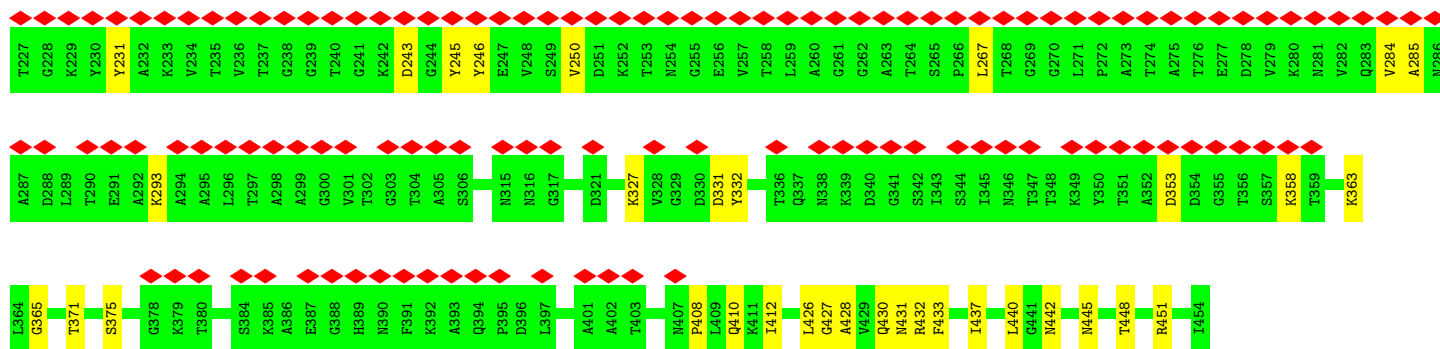 T227 G228 K229 Y230 Y231 A232 K233 V234 T235 V236 T237 G238 G239 T240 G241 K242 D243 G244 Y245 Y246 E247 V248 S249 V250 D251 K252 T253 N254 G255 E256 V257 T258 L259 A260 G261 G262 A263 T264 S265 P266 L267 T268 G269 G270 L271 P272 A273 T274 A275 T276 E277 D278 V279 K280 N281 V282 Q283 V284 A285 N286
A287 D288 L289 T290 E291 A292 K293 A294 A295 L296 T297 A298 A299 G300 V301 T302 G303 T304 A305 S306 N315 N316 G317 D321 K327 V328 G329 D330 D331 Y332 T336 Q337 N338 K339 D340 G341 S342 I343 S344 I345 N346 T347 T348 K349 Y350 T351 A352 D353 D354 G355 T356 S357 K358 T359 K363
L364 G365 T371 S375 G378 K379 T380 S384 K385 A386 E387 G388 H389 N390 F391 K392 A393 Q394 P395 D396 L397 A401 A402 T403 N407 P408 L409 Q410 K411 I412 L426 G427 A428 V429 Q430 N431 R432 F433 I437 L440 G441 N442 N445 T448 R451 I454